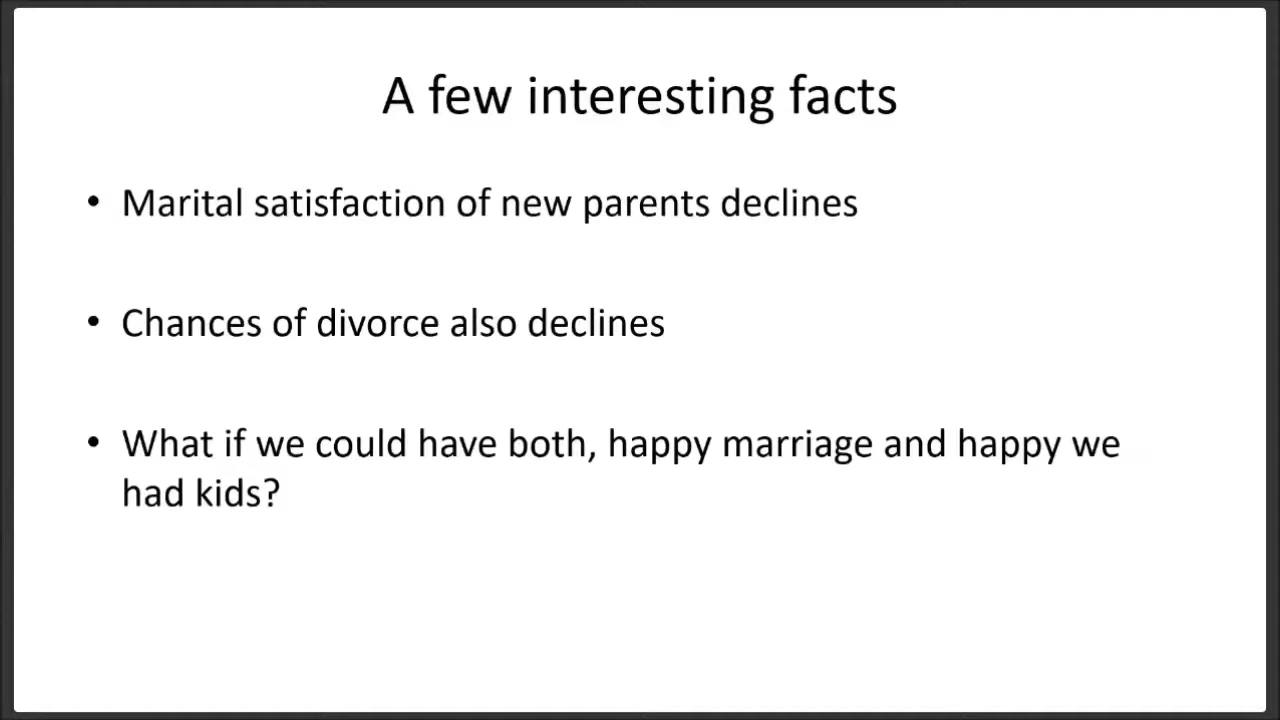 A few interesting facts
• Marital satisfaction of new parents declines
• Chances of divorce also declines
• What if we could have both, happy marriage and happy we
had kids?